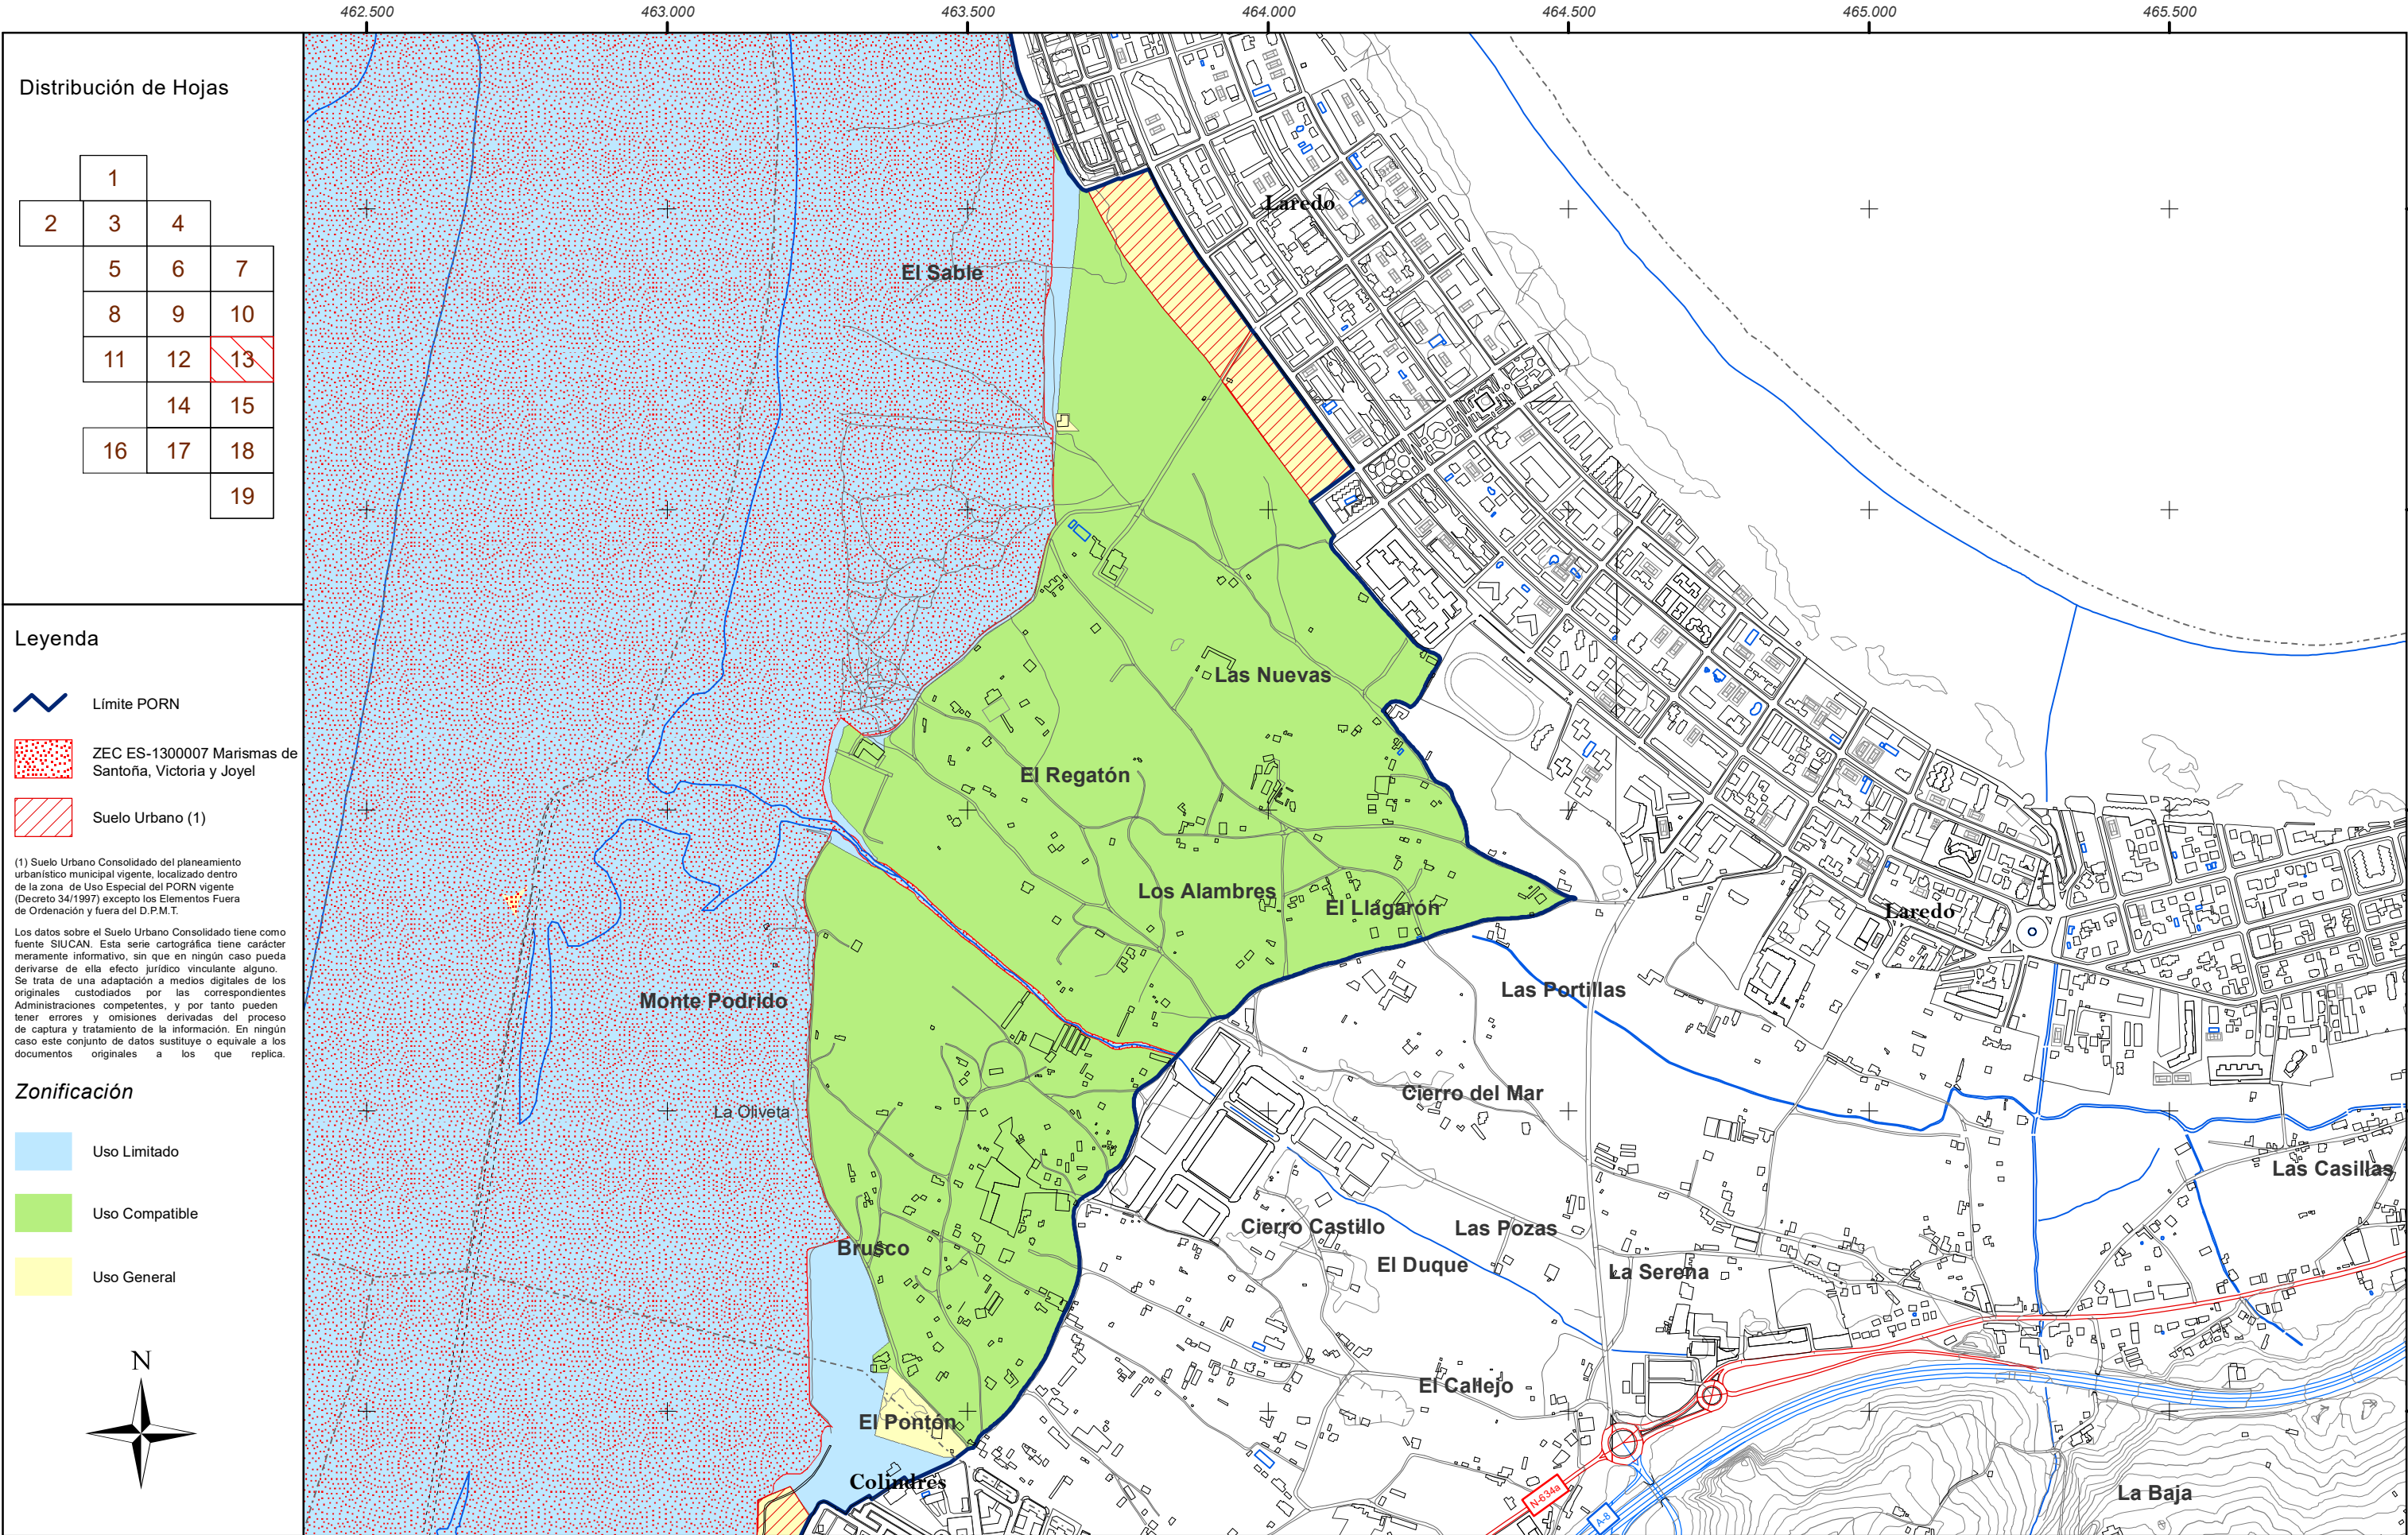 462.500 463.000 463.500 464.000 464.500 465.000 465.500
Distribución de Hojas
1
2 3 4
5 6 7
8 9 10
11 12 13
14 15
16 17 18
19
Leyenda
Límite PORN
ZEC ES-1300007 Marismas de
Santoña, Victoria y Joyel
Suelo Urbano (1)
(1) Suelo Urbano Consolidado del planeamiento
urbanístico municipal vigente, localizado dentro
de la zona de Uso Especial del PORN vigente
(Decreto 34/1997) excepto los Elementos Fuera
de Ordenación y fuera del D.P.M.T.
Los datos sobre el Suelo Urbano Consolidado tiene como
fuente SIUCAN. Esta serie cartográfica tiene carácter
meramente informativo, sin que en ningún caso pueda
derivarse de ella efecto jurídico vinculante alguno.
Se trata de una adaptación a medios digitales de los
originales custodiados por las correspondientes
Administraciones competentes, y por tanto pueden
tener errores y omisiones derivadas del proceso
de captura y tratamiento de la información. En ningún
caso este conjunto de datos sustituye o equivale a los
documentos originales a los que replica.
Zonificación
Uso Limitado
Uso Compatible
Uso General
N
Laredo
El Sable
Las Nuevas
El Regatón
Los Alambres
El Llagarón
Laredo
Monte Podrido
Las Portillas
Cierro del Mar
La Oliveta
Las Casillas
Cierro Castillo
Las Pozas
Brusco
El Duque
La Serena
El Callejo
El Pontón
Colindres
N-634a
A-8
La Baja